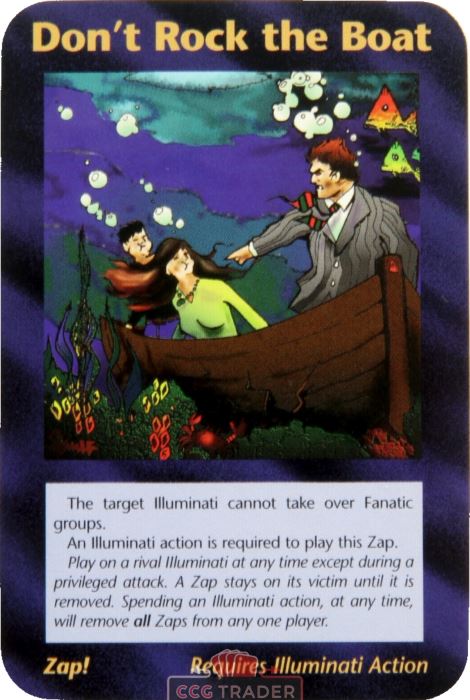 Don't Rock the Boat
The target Illuminati cannot take over Fanatic
groups.
An Illuminati action is required to play this Zap.
Play on a rival Illuminati at any time except during a
privileged attack. A Zap stays on its victim until it is
removed. Spending an Illuminati action, at any time,
will remove all Zaps from any one player.
Zap! Requires Illuminati Action
CCG TRADER